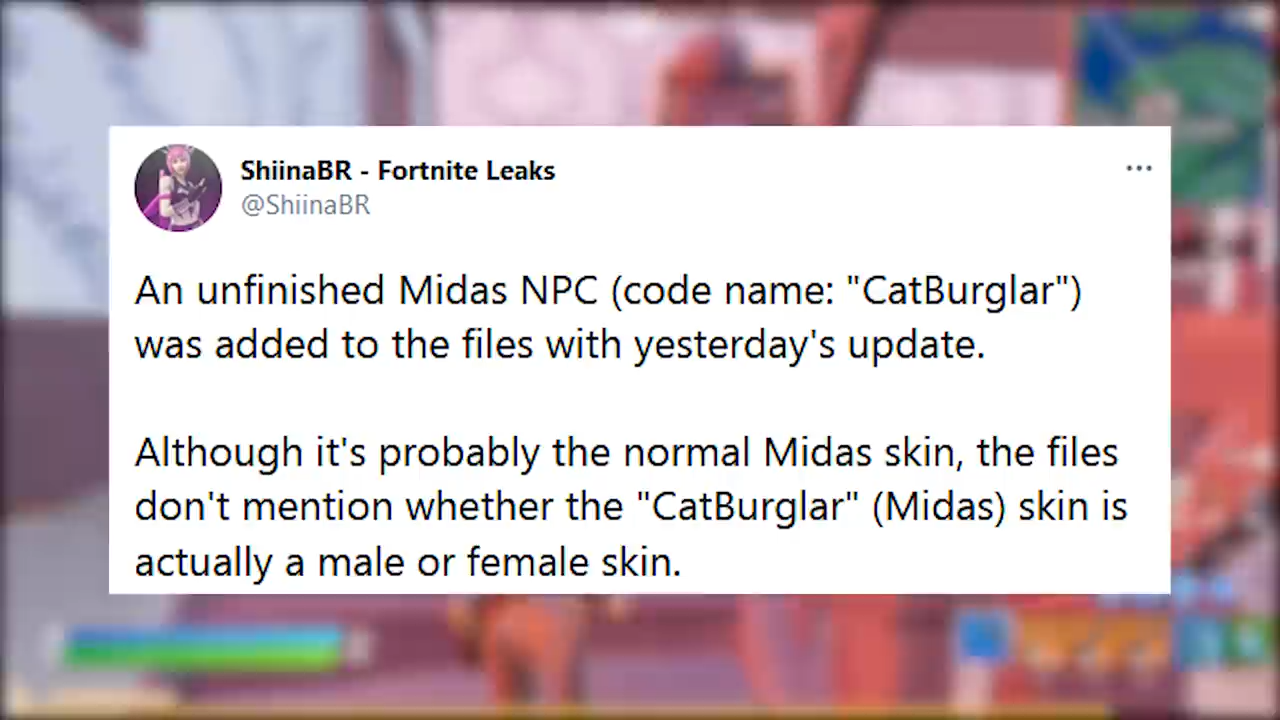 ShiinaBR - Fortnite Leaks
@ShiinaBR
An unfinished Midas NPC (code name: "CatBurglar")
was added to the files with yesterday's update.
Although it's probably the normal Midas skin, the files
don't mention whether the "CatBurglar" (Midas) skin is
actually a male or female skin.